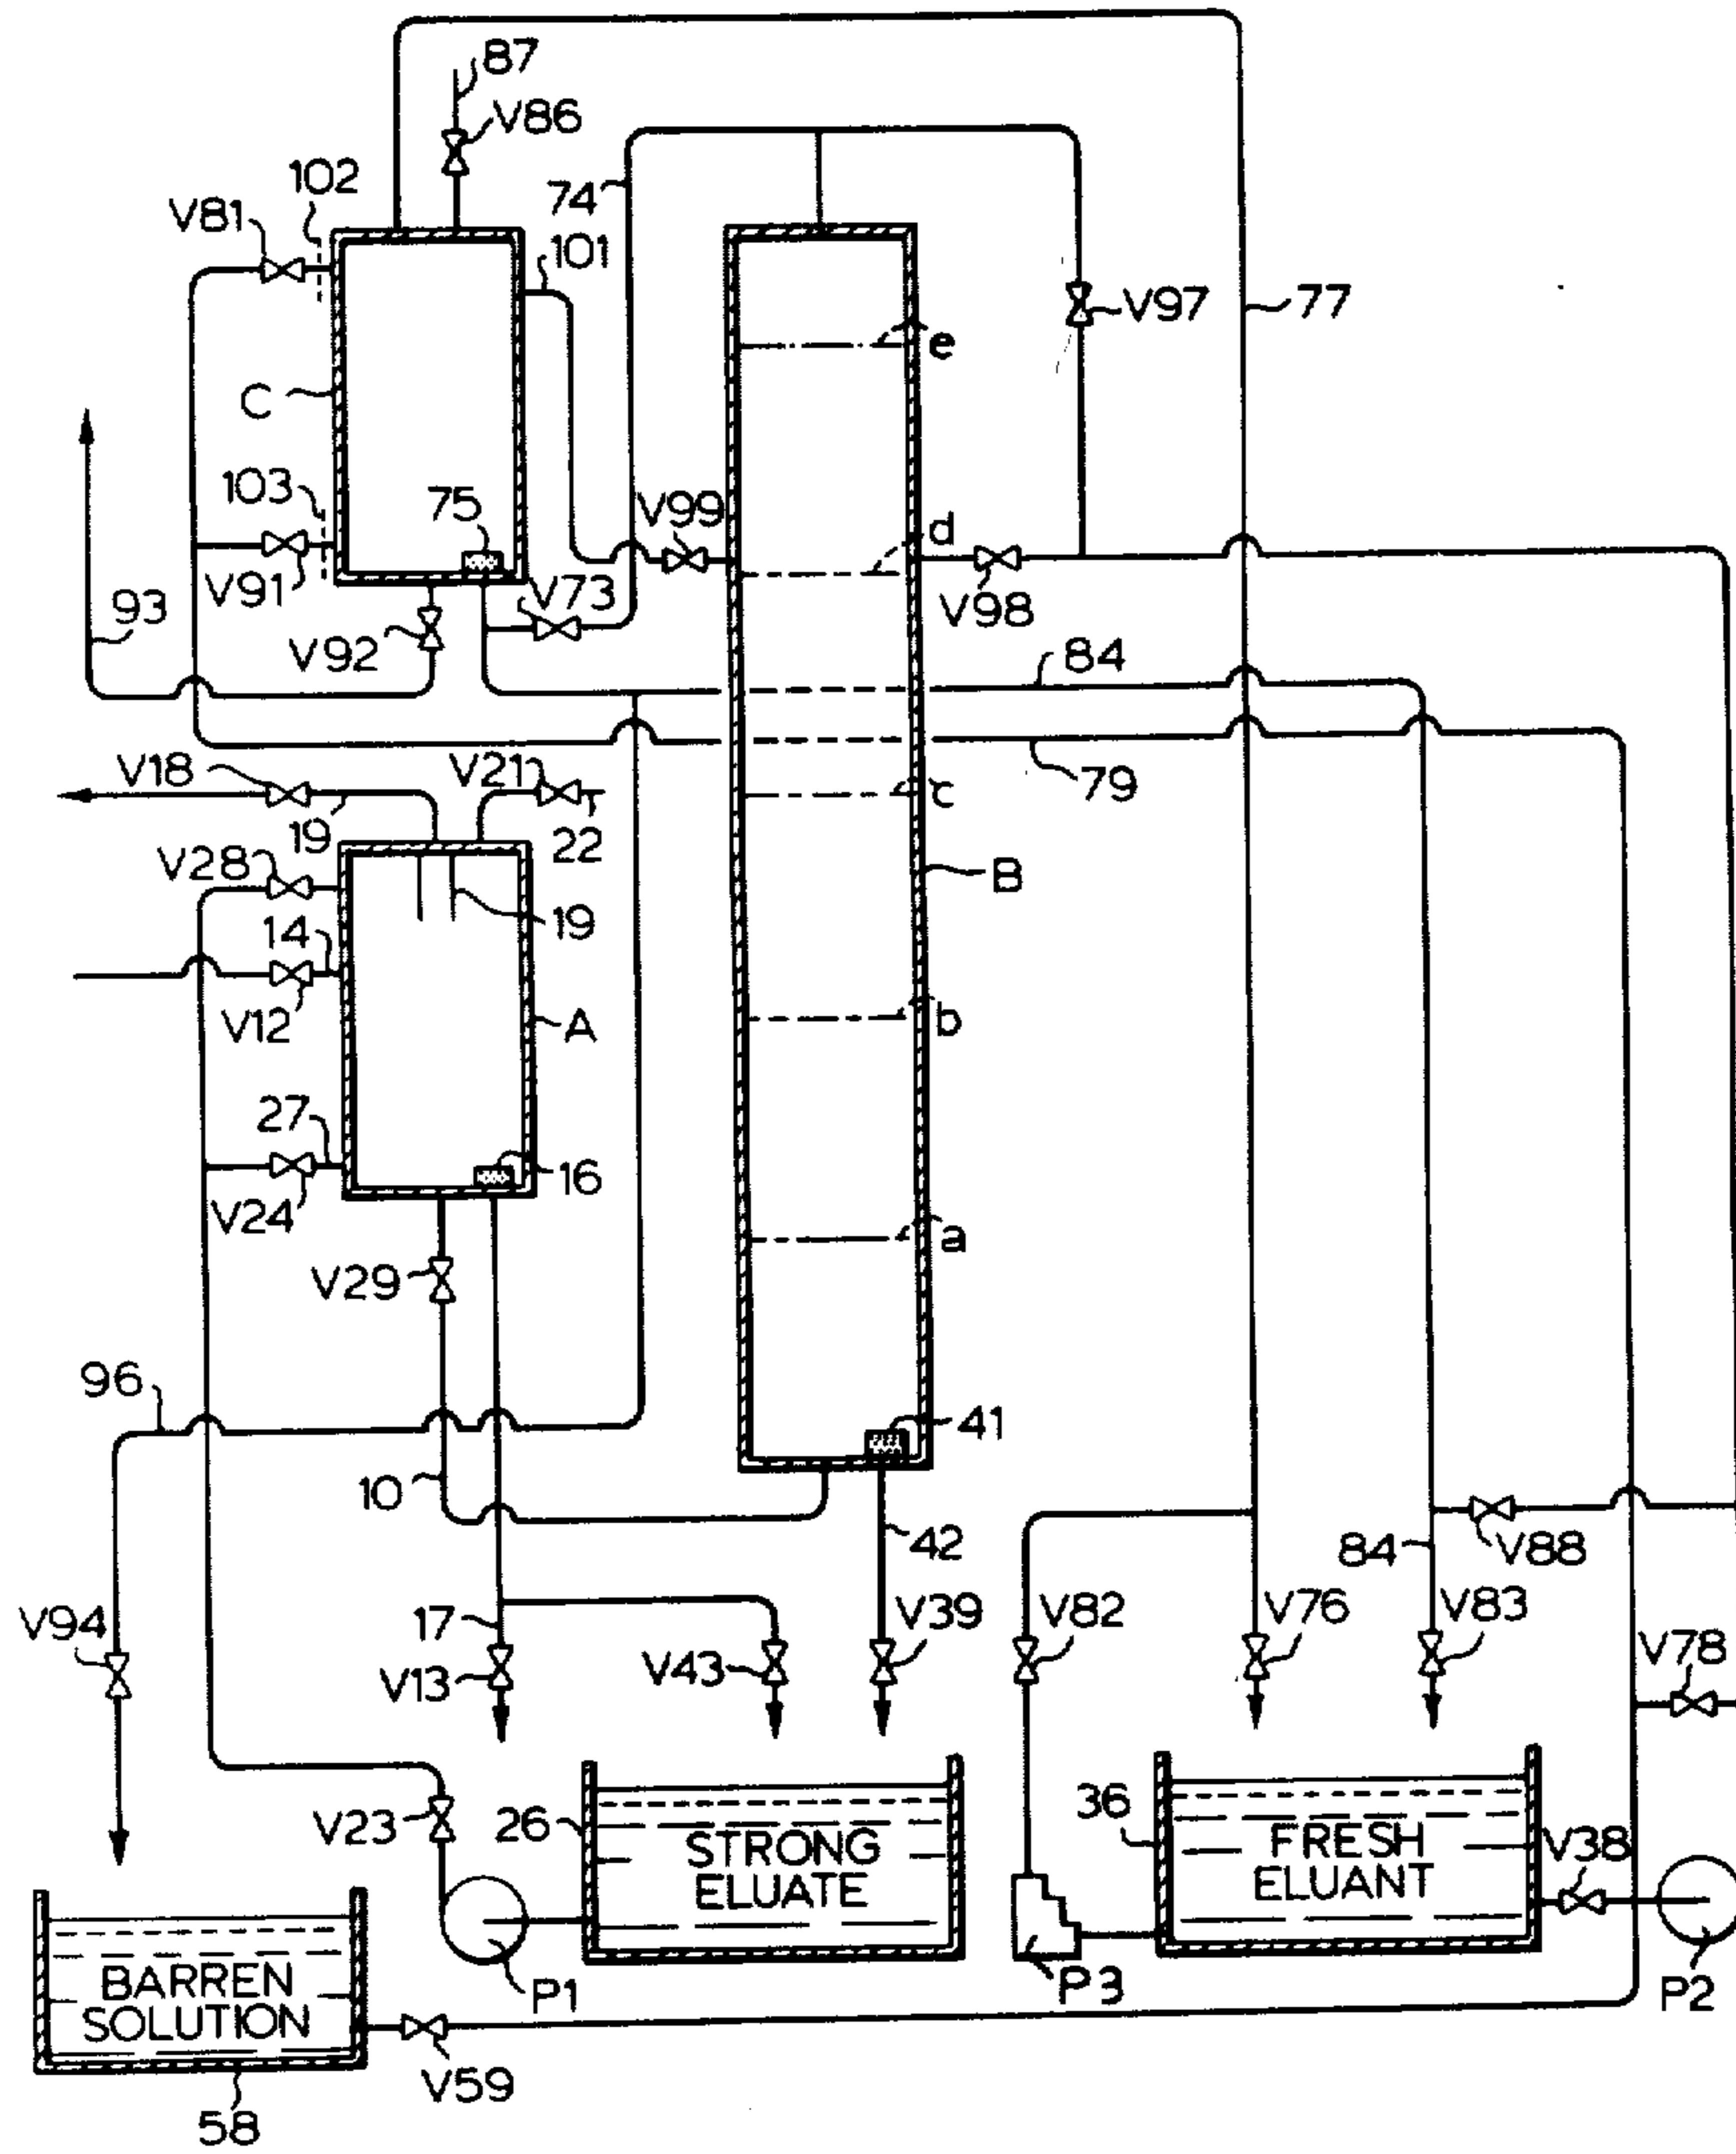 87
V86
102
V81
74
101
V97
77
e
C
103
75
V99
d
V91
V73
V98
93
V92
84
V18
V21
79
c
19
22
V28
B
19
14
V12
A
b
27
16
V24
a
V29
96
41
10
42
84
V88
V94
17
V39
V82
V76
V83
V13
V43
V78
V23
26
36
STRONG
ELUATE
FRESH
ELUANT
V38
BARREN
SOLUTION
P1
P3
P2
V59
58